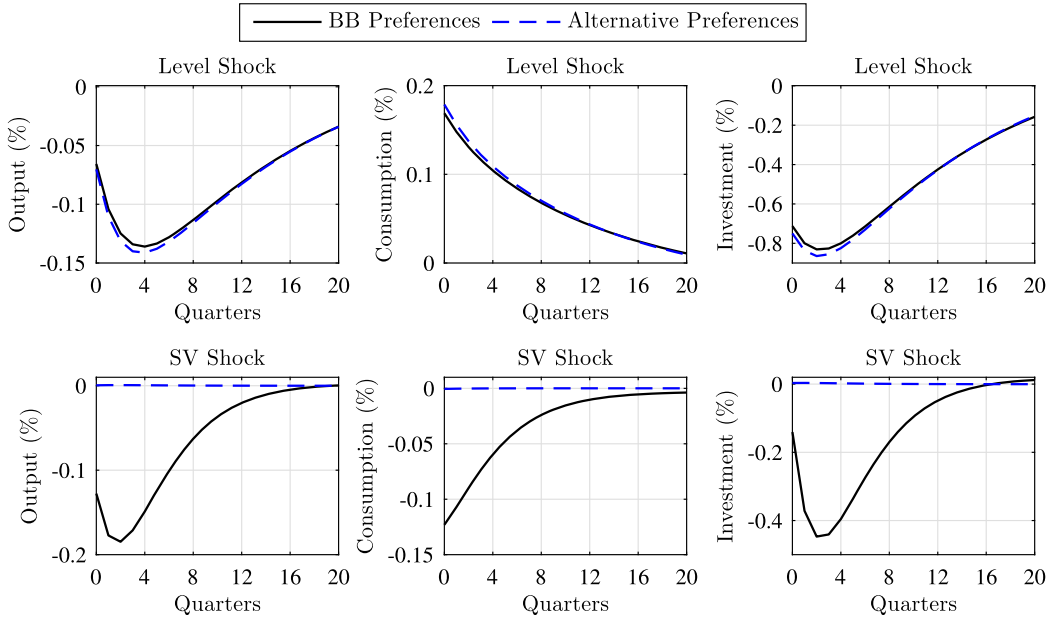 BB Preferences Alternative Preferences
Level Shock Level Shock Level Shock
Output (%)
0
-0.05
-0.1
-0.15
0 4 8 12 16 20
Quarters
Consumption (%)
0.2
0.1
0
0 4 8 12 16 20
Quarters
Investment (%)
0
-0.2
-0.4
-0.6
-0.8
0 4 8 12 16 20
Quarters
SV Shock SV Shock SV Shock
Output (%)
0
-0.1
-0.2
0 4 8 12 16 20
Quarters
Consumption (%)
0
-0.05
-0.1
-0.15
0 4 8 12 16 20
Quarters
Investment (%)
0
-0.2
-0.4
0 4 8 12 16 20
Quarters